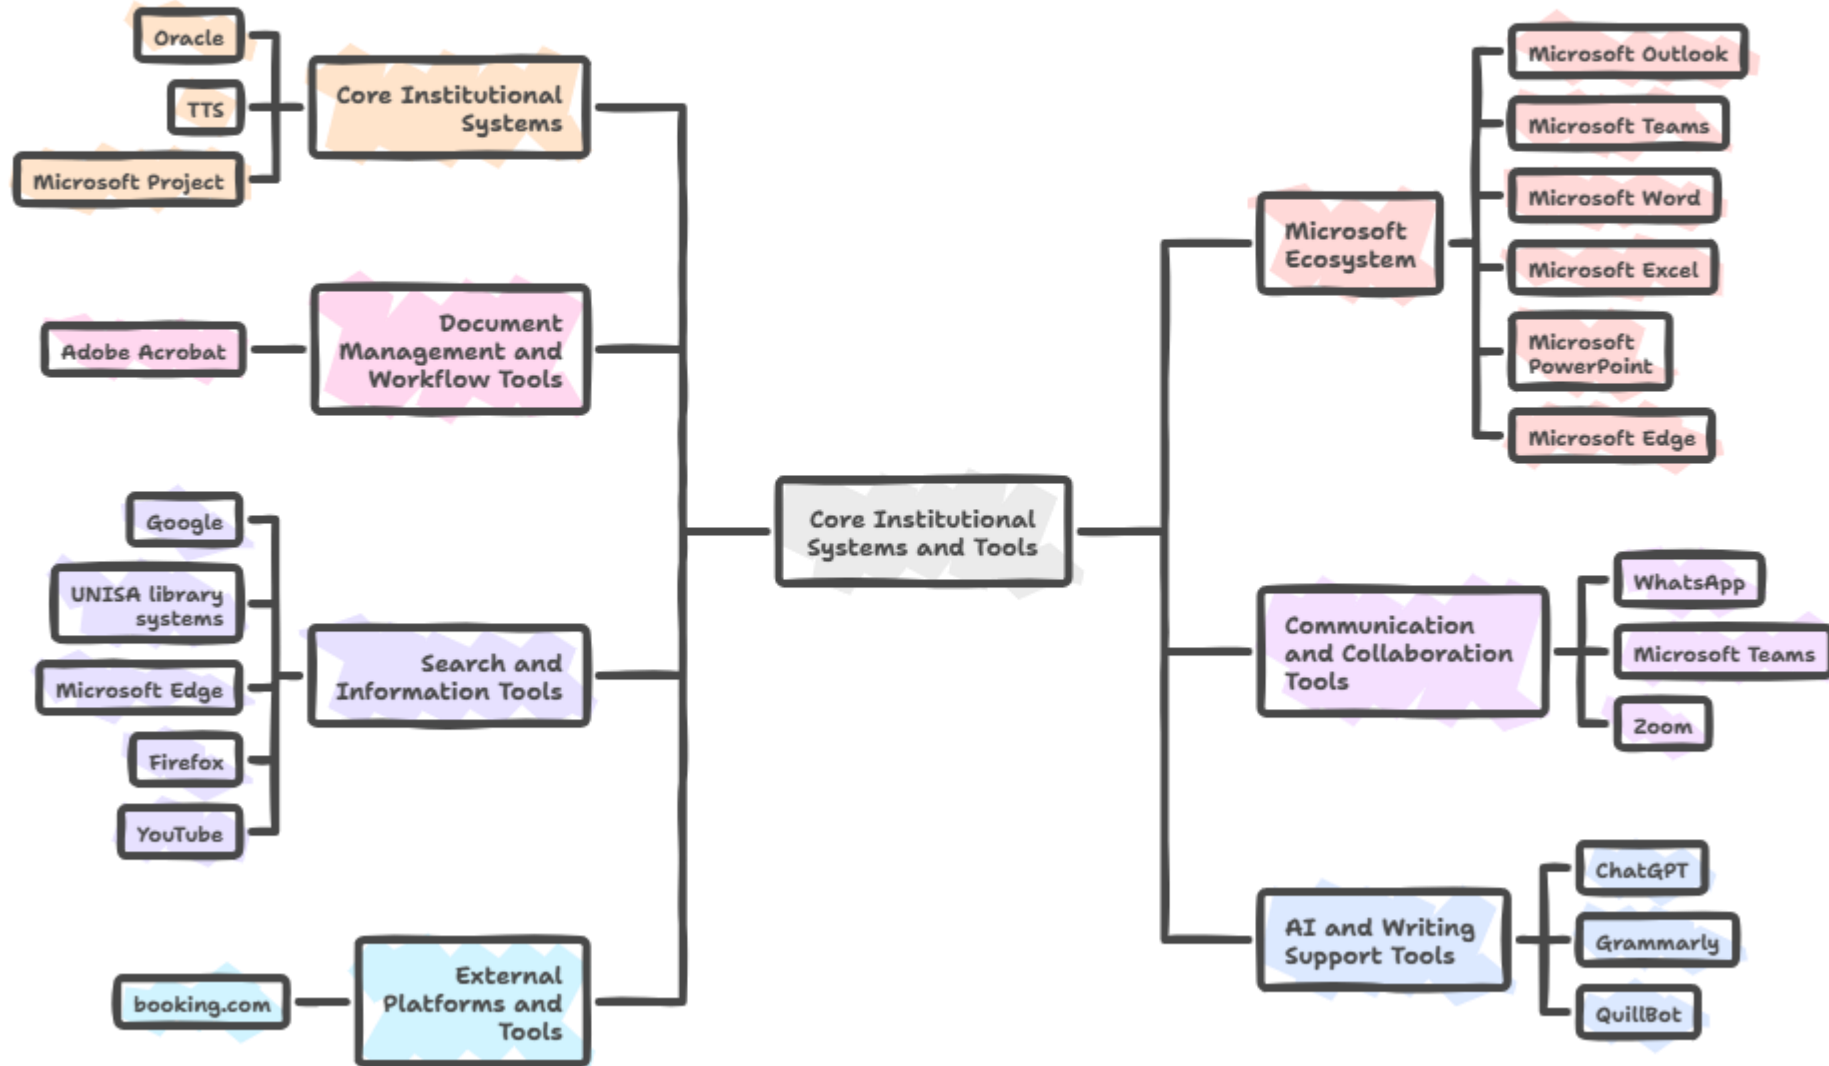 Oracle
TTS
Microsoft Project
Core Institutional
Systems
Adobe Acrobat
Document
Management and
Workflow Tools
Google
UNISA library
systems
Microsoft Edge
Firefox
YouTube
Search and
Information Tools
booking.com
External
Platforms and
Tools
Core Institutional
Systems and Tools
Microsoft
Ecosystem
Microsoft Outlook
Microsoft Teams
Microsoft Word
Microsoft Excel
Microsoft
PowerPoint
Microsoft Edge
Communication
and Collaboration
Tools
WhatsApp
Microsoft Teams
Zoom
AI and Writing
Support Tools
ChatGPT
Grammarly
QuillBot